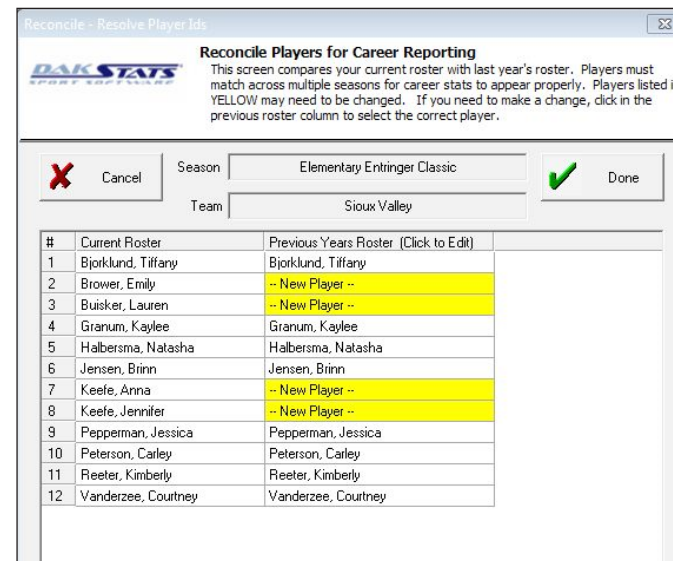 Reconcile - Resolve Player Ids
DAKSTATS
SPORT SOFTWARE
Reconcile Players for Career Reporting
This screen compares your current roster with last year's roster. Players must
match across multiple seasons for career stats to appear properly. Players listed i
YELLOW may need to be changed. If you need to make a change, click in the
previous roster column to select the correct player.
Cancel
Season
Elementary Entringer Classic
Done
Team
Sioux Valley
# Current Roster Previous Years Roster (Click to Edit)
1 Bjorklund, Tiffany Bjorklund, Tiffany
2 Brower, Emily -- New Player --
3 Buisker, Lauren -- New Player --
4 Granum, Kaylee Granum, Kaylee
5 Halbersma, Natasha Halbersma, Natasha
6 Jensen, Brinn Jensen, Brinn
7 Keefe, Anna -- New Player --
8 Keefe, Jennifer -- New Player --
9 Pepperman, Jessica Pepperman, Jessica
10 Peterson, Carley Peterson, Carley
11 Reeter, Kimberly Reeter, Kimberly
12 Vanderzee, Courtney Vanderzee, Courtney